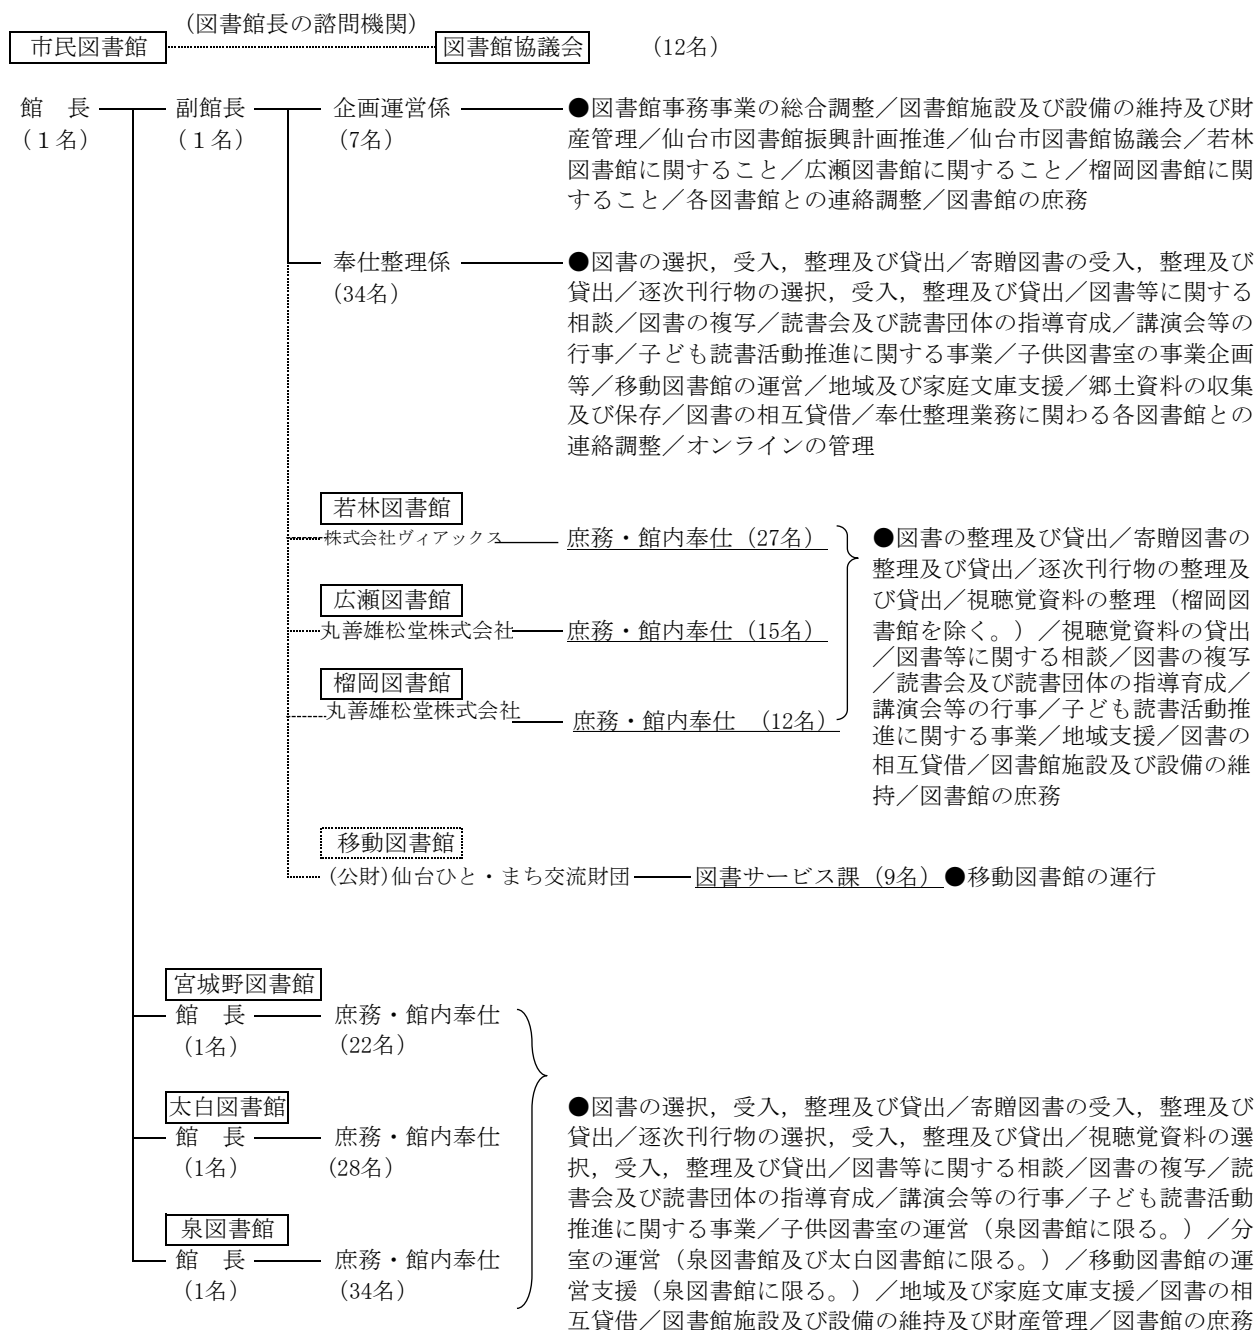 （図書館長の諮問機関）
市民図書館 図書館協議会 （12名）
館　長 副館長 企画運営係 ●図書館事務事業の総合調整／図書館施設及び設備の維持及び財
（１名） （１名） （7名） 産管理／仙台市図書館振興計画推進／仙台市図書館協議会／若林
図書館に関すること／広瀬図書館に関すること／榴岡図書館に関
すること／各図書館との連絡調整／図書館の庶務
奉仕整理係 ●図書の選択，受入，整理及び貸出／寄贈図書の受入，整理及び
（34名） 貸出／逐次刊行物の選択，受入，整理及び貸出／図書等に関する
相談／図書の複写／読書会及び読書団体の指導育成／講演会等の
行事／子ども読書活動推進に関する事業／子供図書室の事業企画
等／移動図書館の運営／地域及び家庭文庫支援／郷土資料の収集
及び保存／図書の相互貸借／奉仕整理業務に関わる各図書館との
連絡調整／オンラインの管理
若林図書館
株式会社ヴィアックス 庶務・館内奉仕（27名）
広瀬図書館
丸善雄松堂株式会社 庶務・館内奉仕（15名）
榴岡図書館
丸善雄松堂株式会社 庶務・館内奉仕　（12名）
●図書の整理及び貸出／寄贈図書の
整理及び貸出／逐次刊行物の整理及
び貸出／視聴覚資料の整理（榴岡図
書館を除く。）／視聴覚資料の貸出
／図書等に関する相談／図書の複写
／読書会及び読書団体の指導育成／
講演会等の行事／子ども読書活動推
進に関する事業／地域支援／図書の
相互貸借／図書館施設及び設備の維
持／図書館の庶務
移動図書館
(公財)仙台ひと・まち交流財団 図書サービス課（9名） ●移動図書館の運行
宮城野図書館
館　長 庶務・館内奉仕
（1名） （22名）
太白図書館
館　長 庶務・館内奉仕
（1名） （28名）
泉図書館
館　長 庶務・館内奉仕
（1名） （34名）
●図書の選択，受入，整理及び貸出／寄贈図書の受入，整理及び
貸出／逐次刊行物の選択，受入，整理及び貸出／視聴覚資料の選
択，受入，整理及び貸出／図書等に関する相談／図書の複写／読
書会及び読書団体の指導育成／講演会等の行事／子ども読書活動
推進に関する事業／子供図書室の運営（泉図書館に限る。）／分
室の運営（泉図書館及び太白図書館に限る。）／移動図書館の運
営支援（泉図書館に限る。）／地域及び家庭文庫支援／図書の相
互貸借／図書館施設及び設備の維持及び財産管理／図書館の庶務